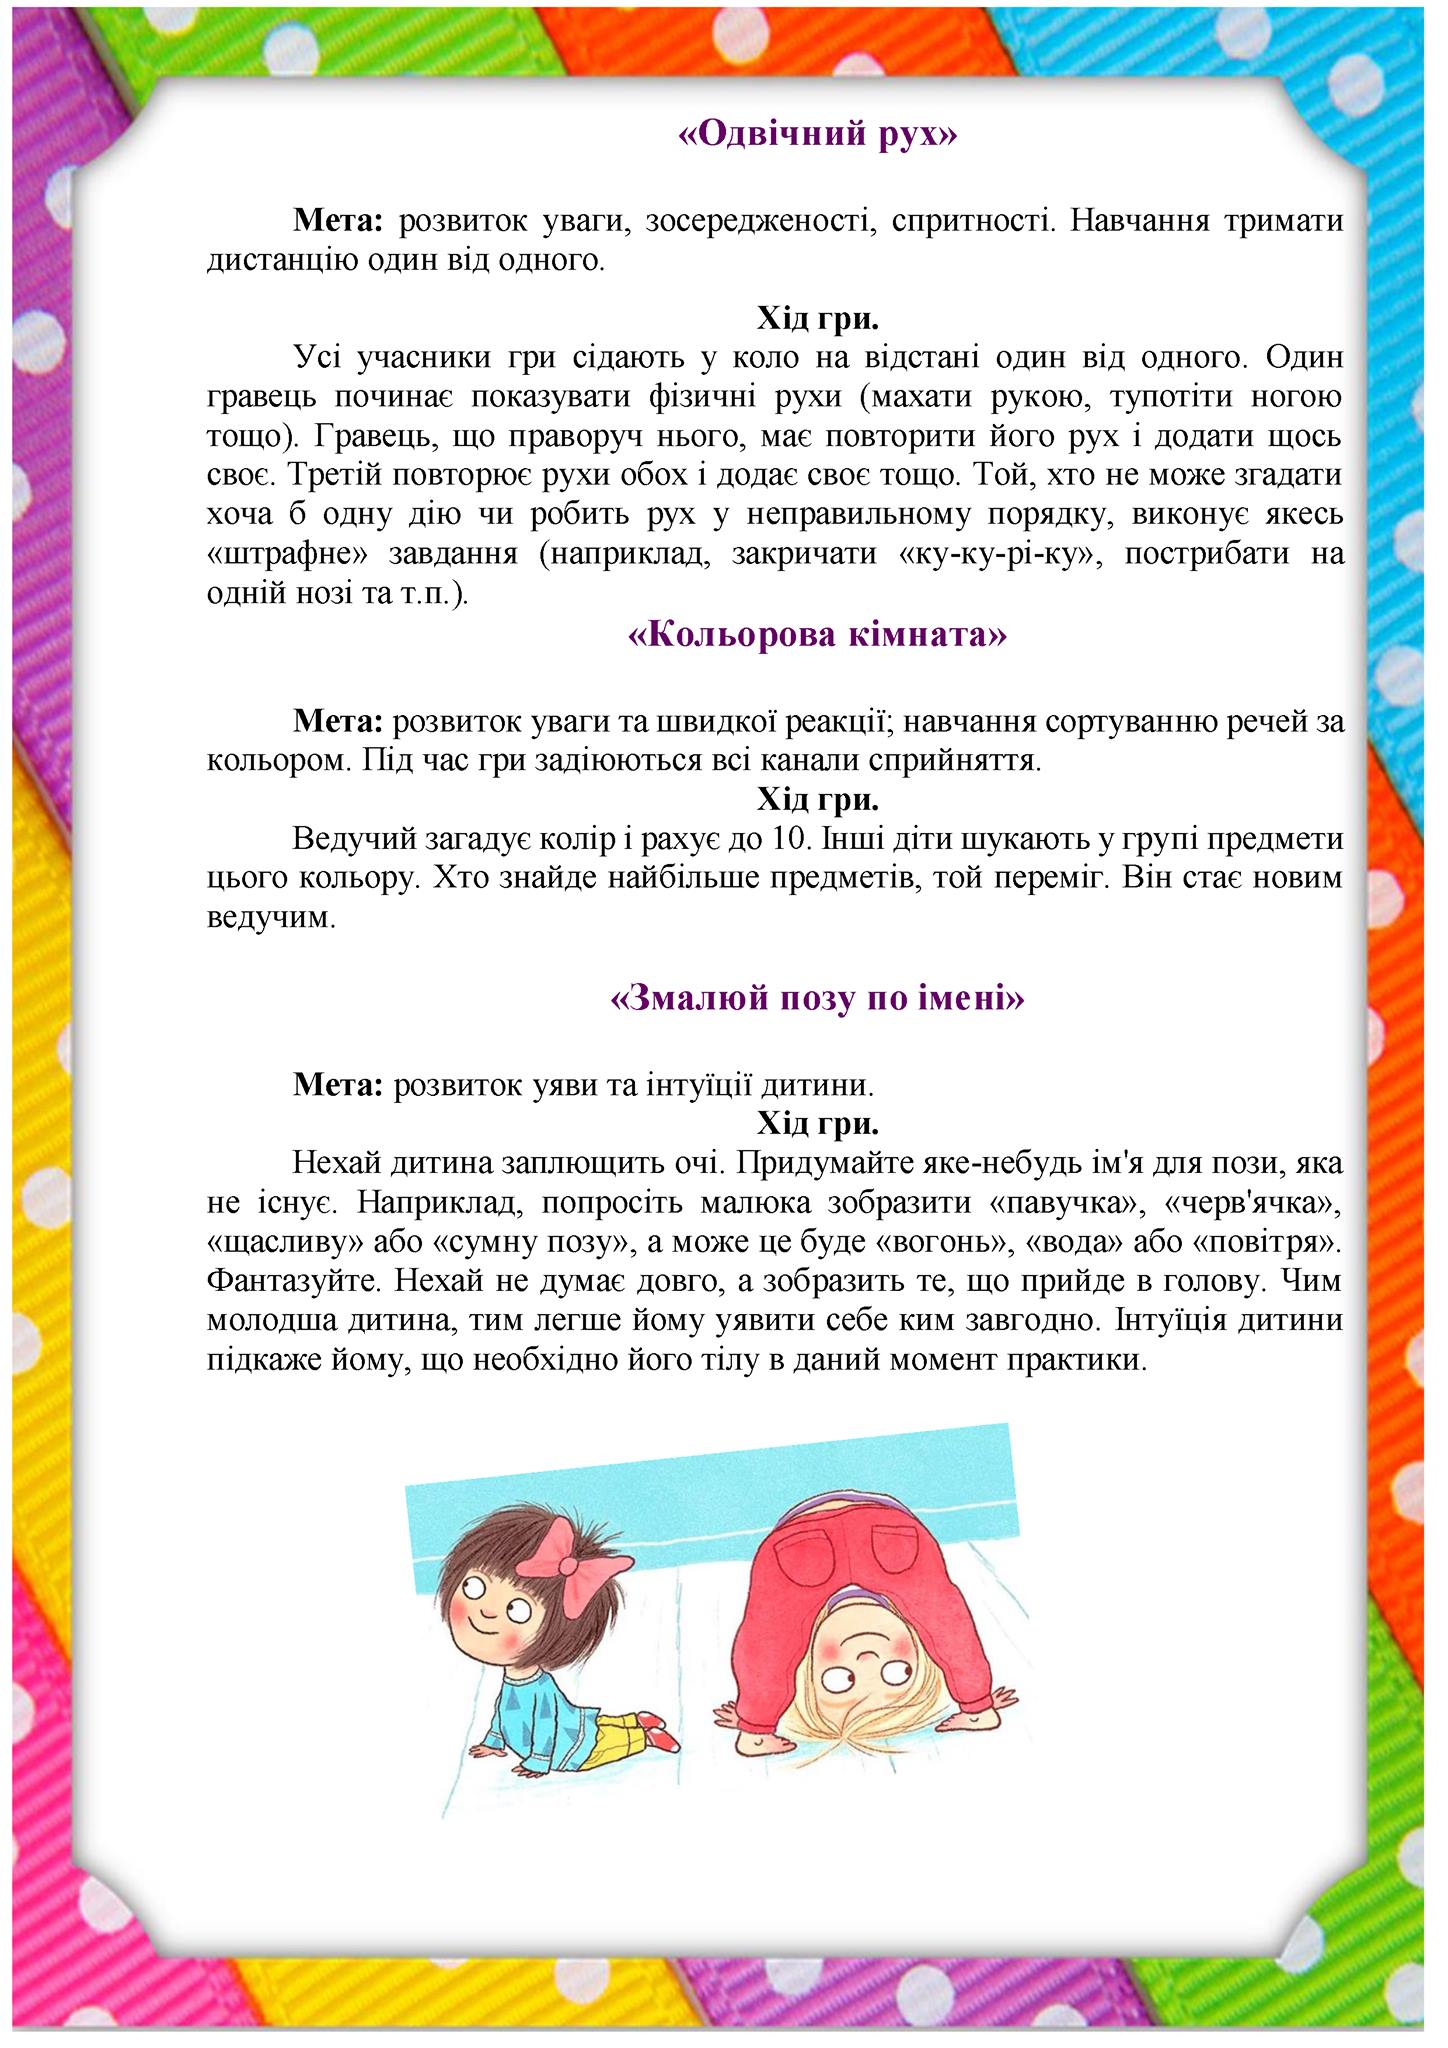 «Одвічний рух»
Мета: розвиток уваги, зосередженості, спритності. Навчання тримати
дистанцію один від одного.
Хід гри.
Усі учасники гри сідають у коло на відстані один від одного. Один
гравець починає показувати фізичні рухи (махати рукою, тупотіти ногою
тощо). Гравець, що праворуч нього, має повторити його рух і додати щось
своє. Третій повторює рухи обох і додає своє тощо. Той, хто не може згадати
хоча б одну дію чи робить рух у неправильному порядку, виконує якесь
«штрафне» завдання (наприклад, закричати «ку-ку-рі-ку», пострибати на
одній нозі та т.п.).
«Кольорова кімната»
Мета: розвиток уваги та швидкої реакції; навчання сортуванню речей за
кольором. Під час гри задіюються всі канали сприйняття.
Хід гри.
Ведучий загадує колір і рахує до 10. Інші діти шукають у групі предмети
цього кольору. Хто знайде найбільше предметів, той переміг. Він стає новим
ведучим.
«Змалюй позу по імені»
Мета: розвиток уяви та інтуїції дитини.
Хід гри.
Нехай дитина заплющить очі. Придумайте яке-небудь ім'я для пози, яка
не існує. Наприклад, попросіть малюка зобразити «павучка», «черв'ячка»,
«щасливу» або «сумну позу», а може це буде «вогонь», «вода» або «повітря».
Фантазуйте. Нехай не думає довго, а зобразить те, що прийде в голову. Чим
молодша дитина, тим легше йому уявити себе ким завгодно. Інтуїція дитини
підкаже йому, що необхідно його тілу в даний момент практики.